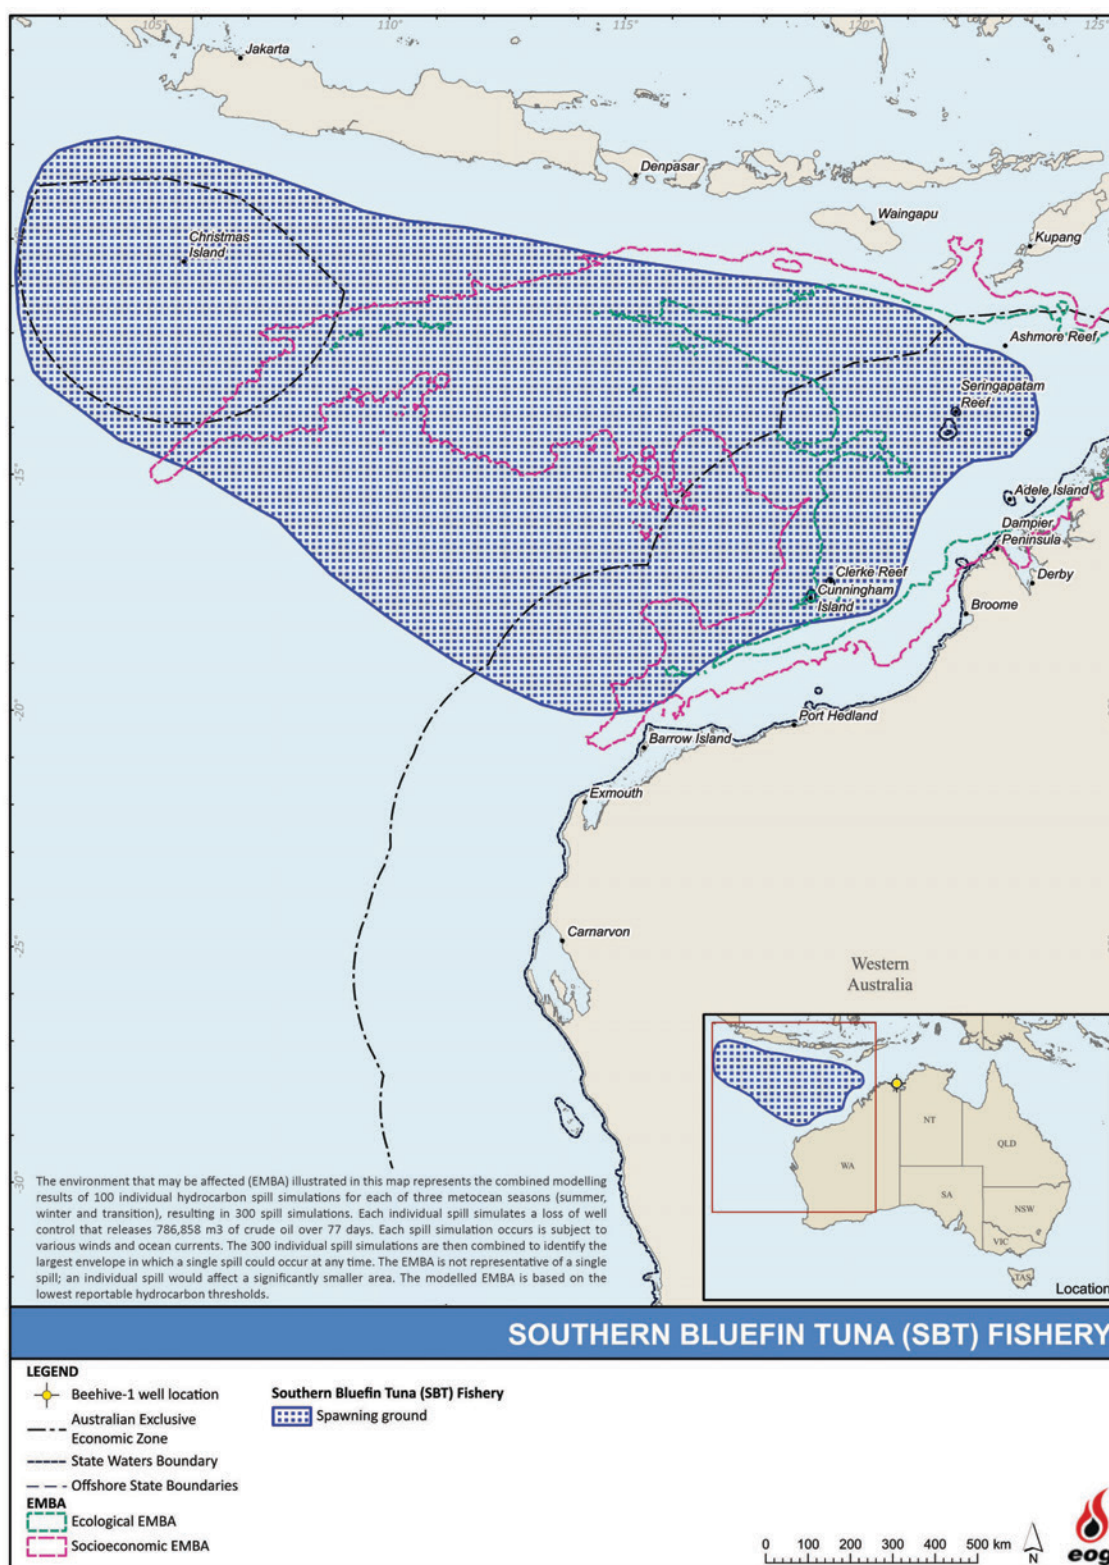 105°
110°
115°
120°
125°
Jakarta
Denpasar
Waingapu
Christmas
Island
Kupang
Ashmore Reef
Seringapatam
Reef
-15°
Adele Island
Dampier
Peninsula
Clerke Reef
Derby
Cunningham
Island
Broome
-20°
Port Hedland
Barrow Island
Exmouth
Carnarvon
-25°
Western
Australia
-30°
NT
QLD
WA
SA
NSW
VIC
TAS
Location
The environment that may be affected (EMBA) illustrated in this map represents the combined modelling
results of 100 individual hydrocarbon spill simulations for each of three metocean seasons (summer,
winter and transition), resulting in 300 spill simulations. Each individual spill simulates a loss of well
control that releases 786,858 m3 of crude oil over 77 days. Each spill simulation occurs is subject to
various winds and ocean currents. The 300 individual spill simulations are then combined to identify the
largest envelope in which a single spill could occur at any time. The EMBA is not representative of a single
spill; an individual spill would affect a significantly smaller area. The modelled EMBA is based on the
lowest reportable hydrocarbon thresholds.
SOUTHERN BLUEFIN TUNA (SBT) FISHERY
LEGEND
Beehive-1 well location
Australian Exclusive
Economic Zone
State Waters Boundary
Offshore State Boundaries
EMBA
Ecological EMBA
Socioeconomic EMBA
Southern Bluefin Tuna (SBT) Fishery
Spawning ground
0 100 200 300 400 500 km
N
eog